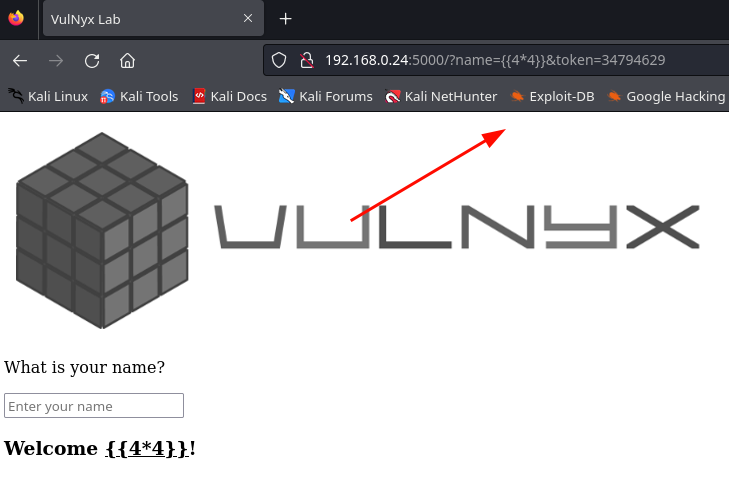 VulNyx Lab
192.168.0.24:5000/?name={{4*4}}&token=34794629
Kali Linux Kali Tools Kali Docs Kali Forums Kali NetHunter Exploit-DB Google Hacking
VULNYX
What is your name?
Enter your name
Welcome {{4*4}}!